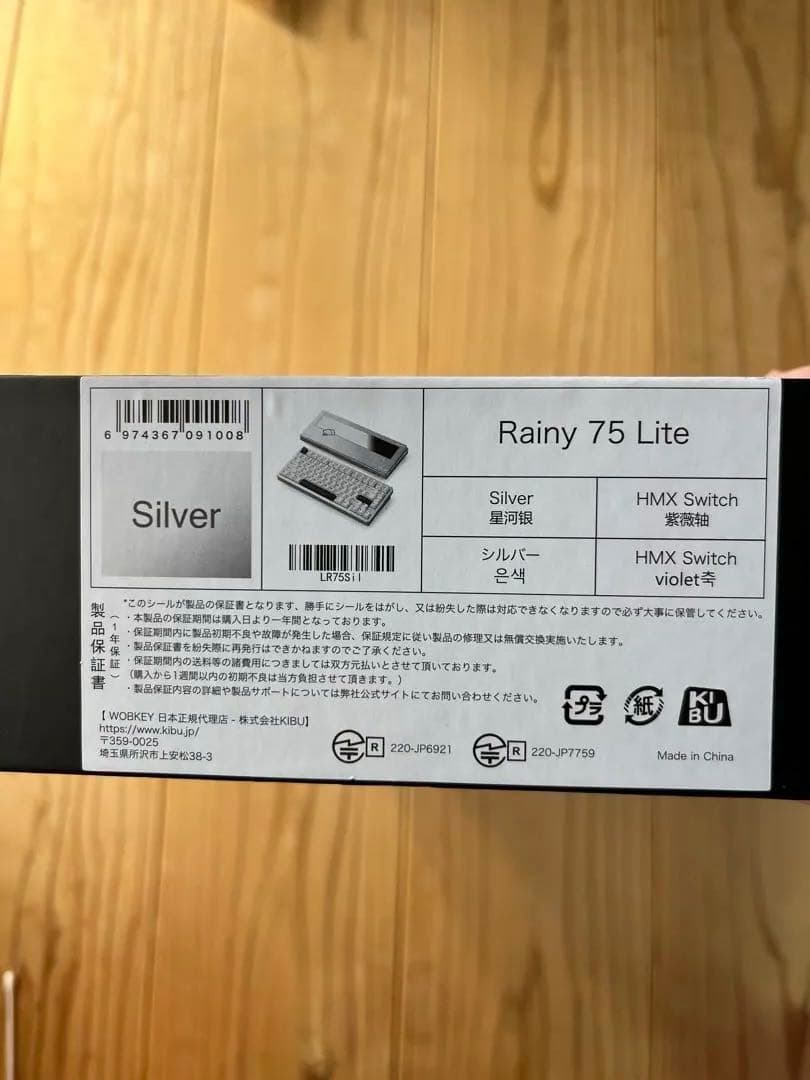 6 974367 091008
Silver
LR75Sil
Rainy 75 Lite
Silver
星河银
HMX Switch
紫薇轴
シルバー
은색
HMX Switch
violet축
製品保証書
(1年保証)
*このシールが製品の保証書となります、勝手にシールをはがし、又は紛失した際は対応できなくなりますので必ず大事に保管してください。
・本製品の保証期間は購入日より一年間となっております。
・保証期間内に製品初期不良や故障が発生した場合、保証規定に従い製品の修理又は無償交換実施いたします。
・製品保証書を紛失際に再発行はできかねますのでご了承ください。
・保証期間内の送料等の諸費用につきましては双方元払いとさせて頂いております。
(購入から1週間以内の初期不良は当方負担させて頂きます。)
・製品保証内容の詳細や製品サポートについては弊社公式サイトにてお問い合わせください。
【 WOBKEY 日本正規代理店 - 株式会社KIBU】
https://www.kibu.jp/
〒359-0025
埼玉県所沢市上安松38-3
R 220-JP6921
R 220-JP7759
プラ
紙
KIBU
Made in China